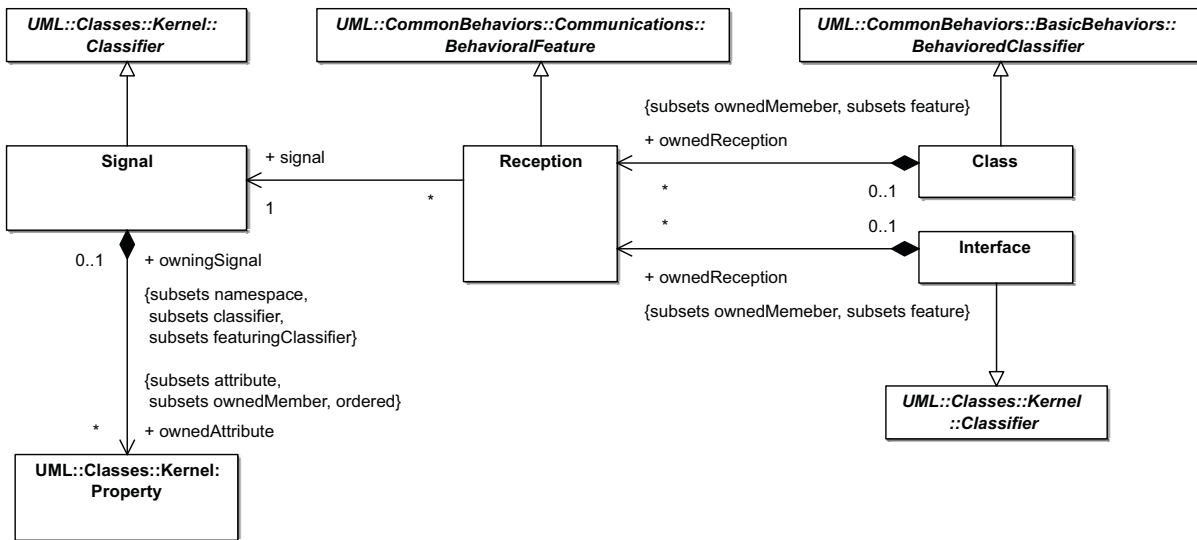 UML::Classes::Kernel::
Classifier
UML::CommonBehaviors::Communications::
BehavioralFeature
UML::CommonBehaviors::BasicBehaviors::
BehavioredClassifier
{subsets ownedMemeber, subsets feature}
+ ownedReception
Signal
+ signal
1
*
Reception
*
0..1
Class
*
0..1
Interface
+ ownedReception
{subsets ownedMemeber, subsets feature}
0..1
+ owningSignal
{subsets namespace,
subsets classifier,
subsets featuringClassifier}
{subsets attribute,
subsets ownedMember, ordered}
*
+ ownedAttribute
UML::Classes::Kernel
::Classifier
UML::Classes::Kernel:
Property